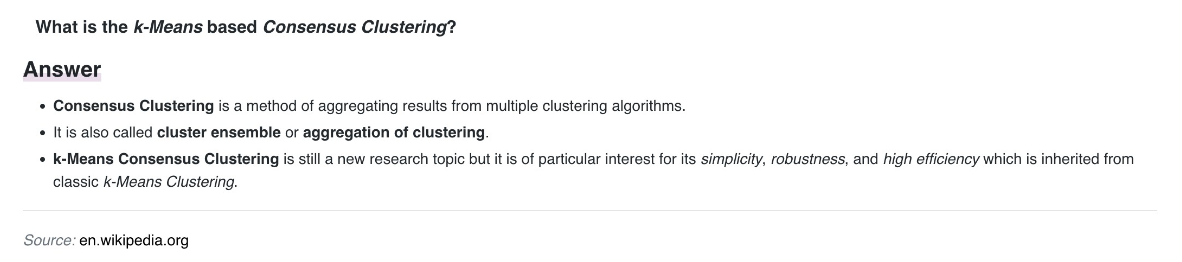 What is the k-Means based Consensus Clustering?
Answer
• Consensus Clustering is a method of aggregating results from multiple clustering algorithms.
• It is also called cluster ensemble or aggregation of clustering.
• k-Means Consensus Clustering is still a new research topic but it is of particular interest for its simplicity, robustness, and high efficiency which is inherited from
classic k-Means Clustering.
Source: en.wikipedia.org